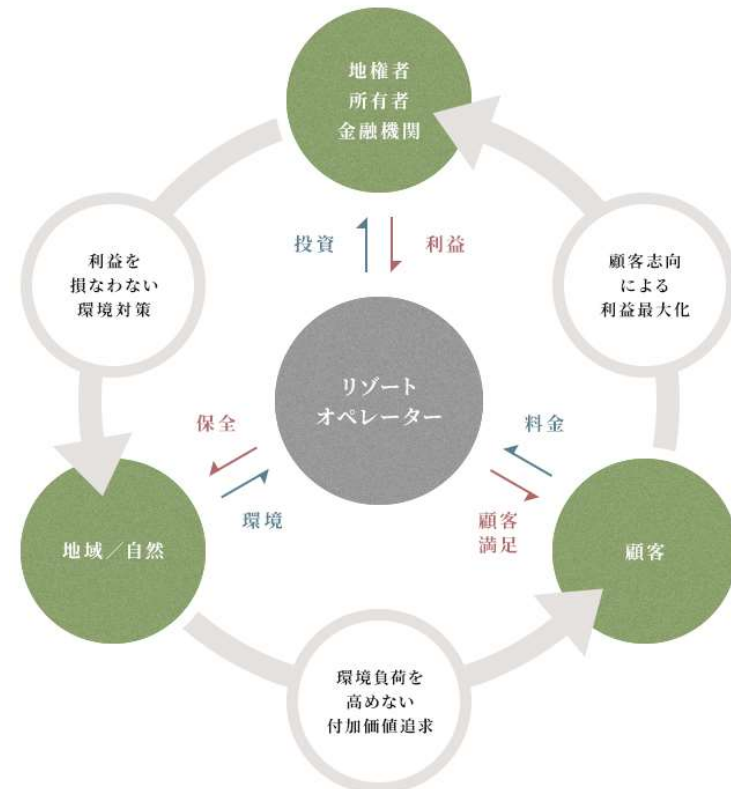 地権者
所有者
金融機関
投資
利益
利益を
損なわない
環境対策
顧客志向
による
利益最大化
リゾート
オペレーター
保全
環境
料金
顧客
満足
地域／自然
顧客
環境負荷を
高めない
付加価値追求